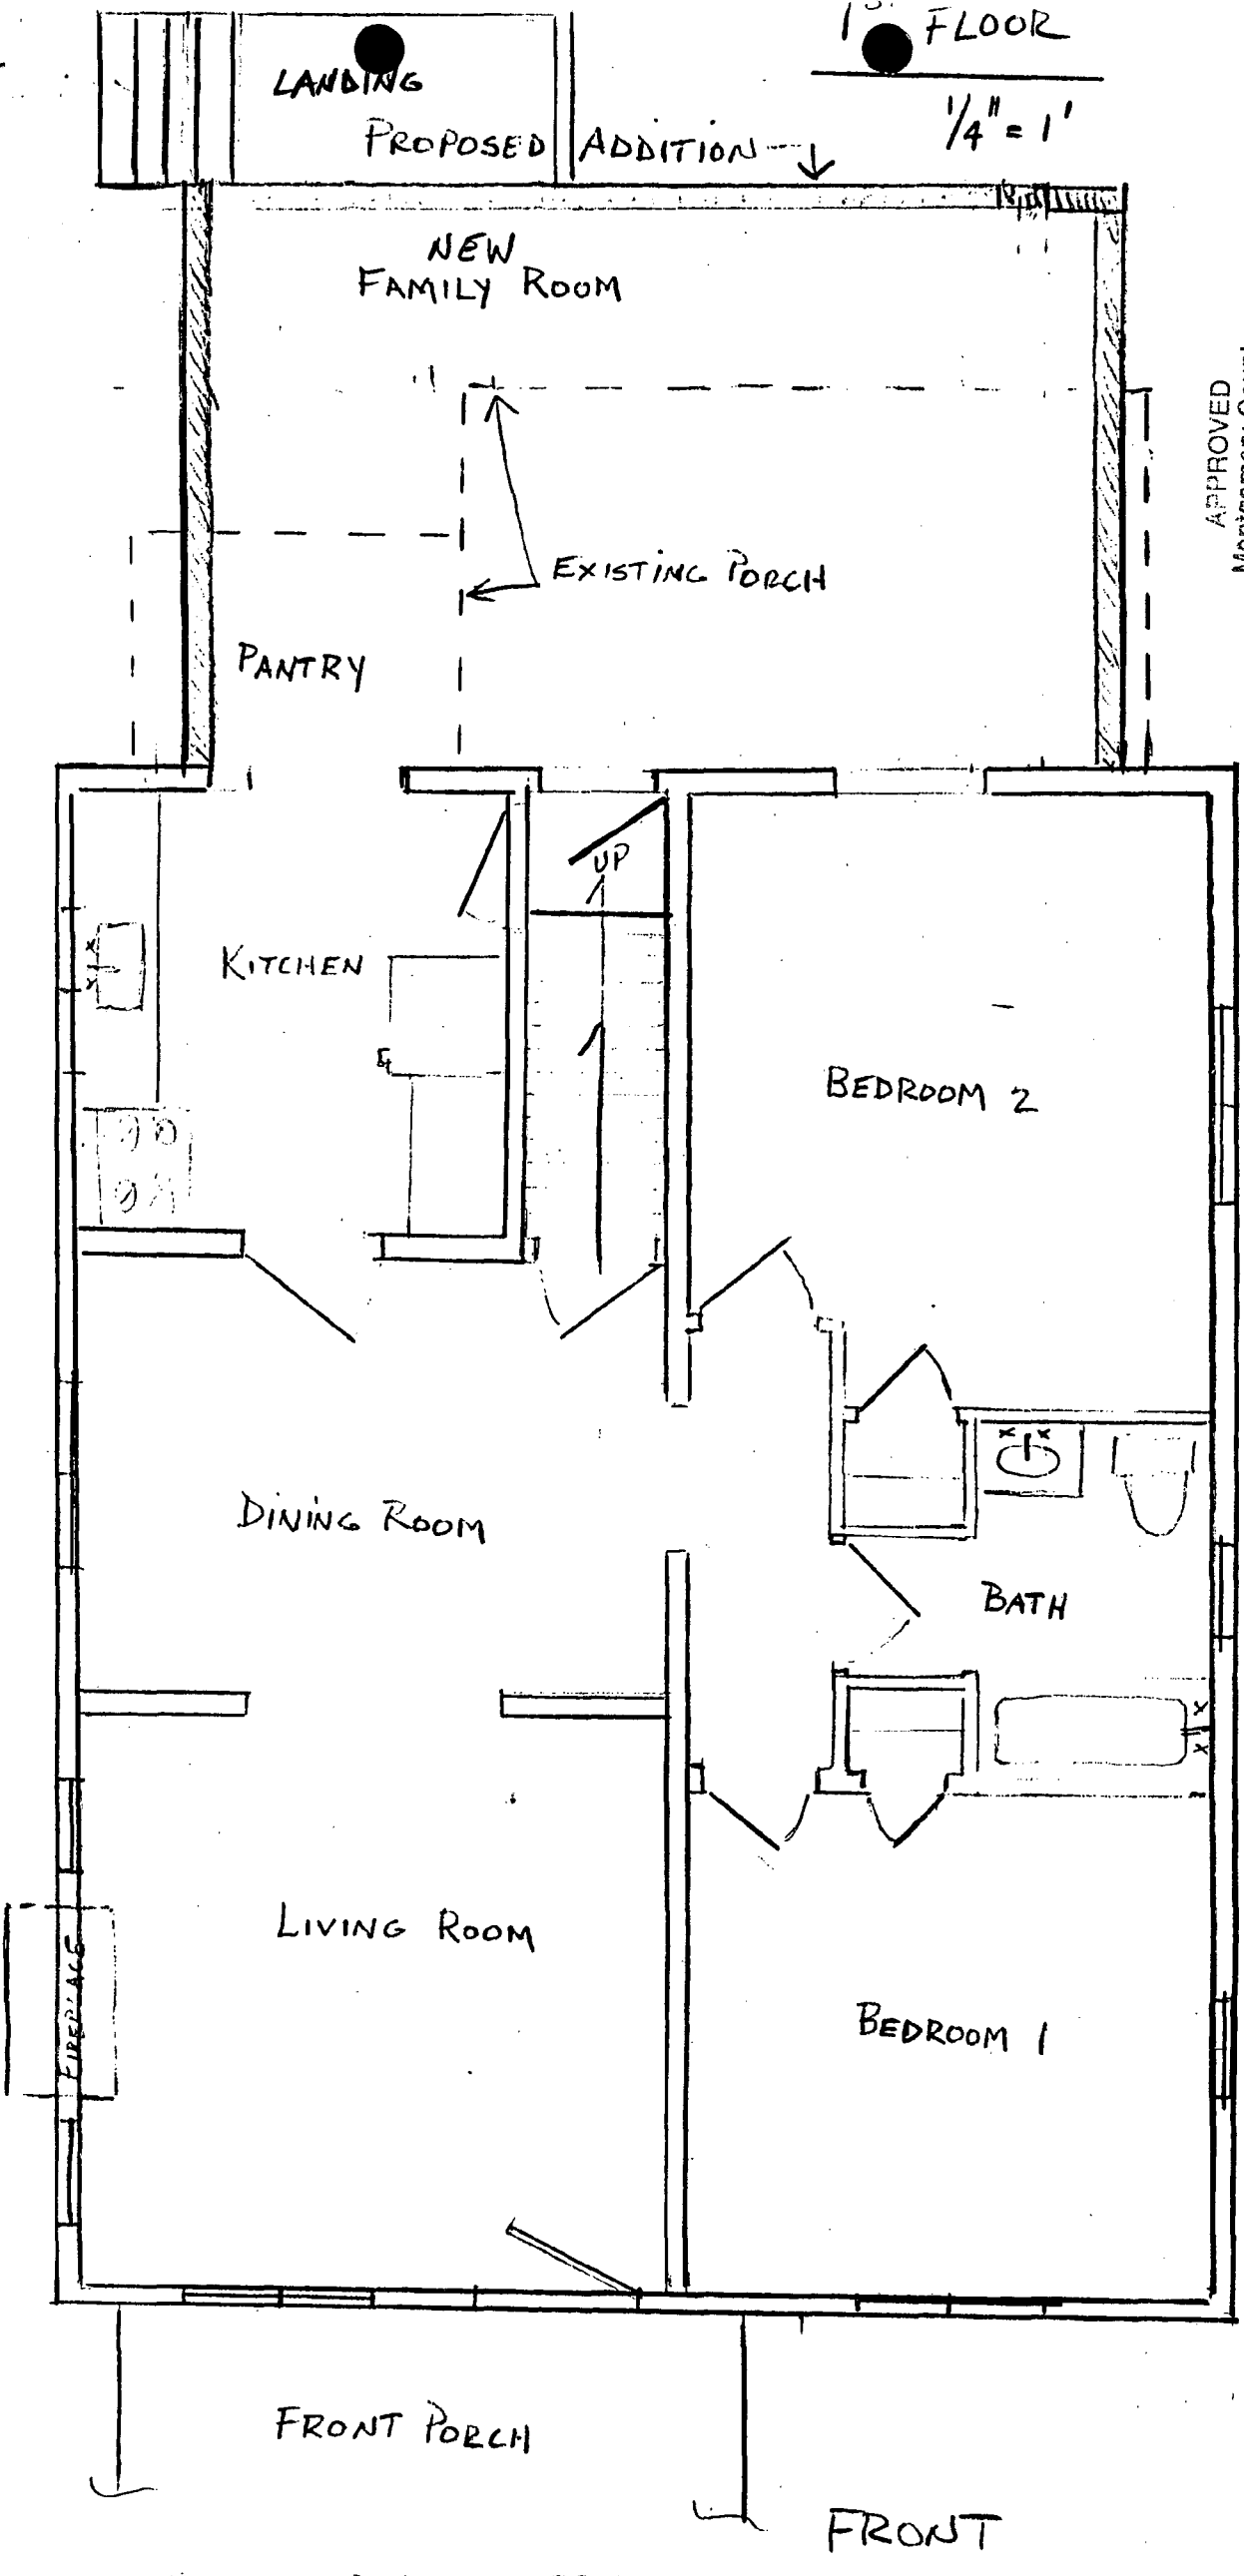 FLOOR
1/4" = 1'
LANDING
PROPOSED ADDITION
NEW
FAMILY ROOM
APPROVED
EXISTING PORCH
PANTRY
UP
KITCHEN
BEDROOM 2
DINING ROOM
BATH
LIVING ROOM
FIREPLACE
BEDROOM 1
FRONT PORCH
FRONT